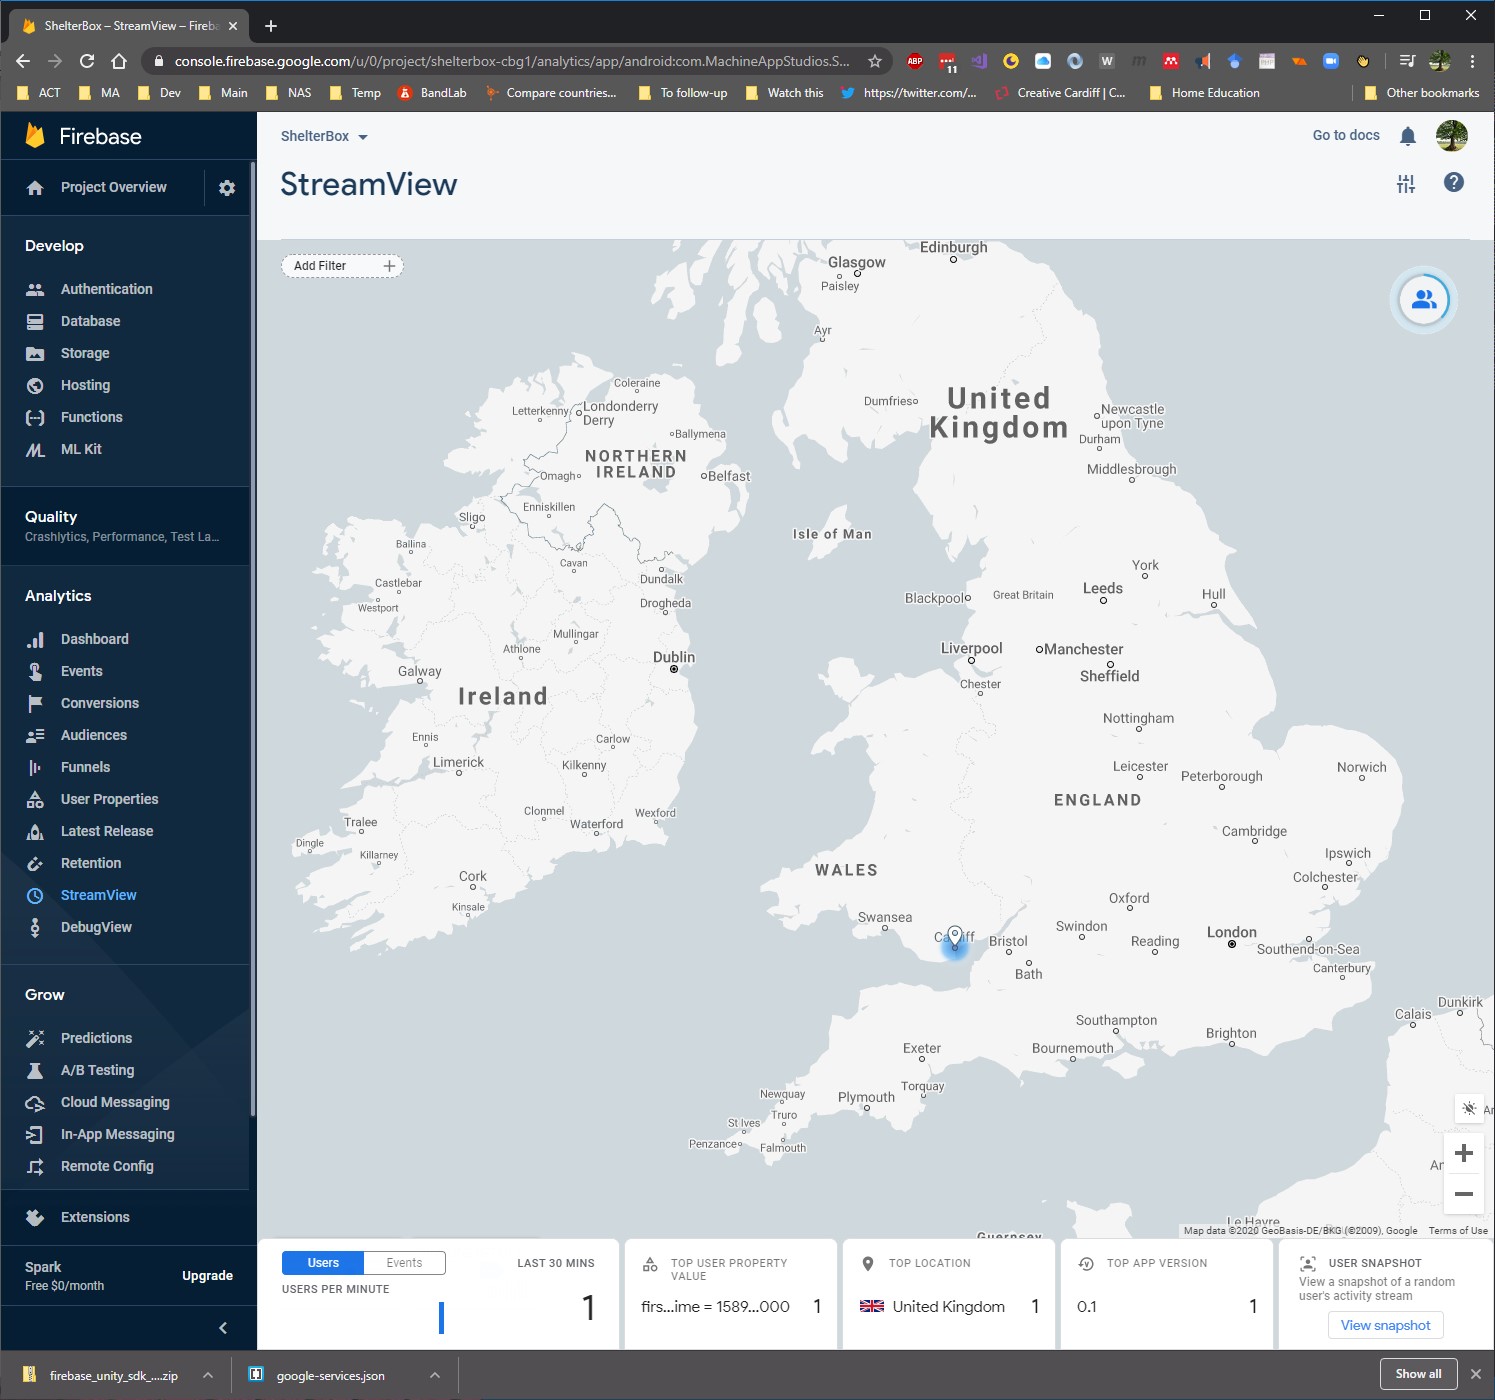 ShelterBox – StreamView – Fireba
console.firebase.google.com/u/0/project/shelterbox-cbg1/analytics/app/android:com.MachineAppStudios.S...
ABP
11
W
m
ACT
MA
Dev
Main
NAS
Temp
BandLab
Compare countries...
To follow-up
Watch this
https://twitter.com/...
Creative Cardiff | C...
Home Education
Other bookmarks
Firebase
Project Overview
Develop
Authentication
Database
Storage
Hosting
Functions
ML Kit
Quality
Crashlytics, Performance, Test La...
Analytics
Dashboard
Events
Conversions
Audiences
Funnels
User Properties
Latest Release
Retention
StreamView
DebugView
Grow
Predictions
A/B Testing
Cloud Messaging
In-App Messaging
Remote Config
Extensions
Spark
Free $0/month
Upgrade
ShelterBox
Go to docs
StreamView
Add Filter
Edinburgh
Glasgow
Paisley
Ayr
Coleraine
Letterkenny
Londonderry
Derry
Dumfries
United
Kingdom
Newcastle
upon Tyne
Ballymena
Durham
NORTHERN
IRELAND
Omagh
Belfast
Middlesbrough
Enniskillen
Sligo
Isle of Man
Ballina
Cavan
York
Castlebar
Dundalk
Leeds
Westport
Drogheda
Blackpool
Great Britain
Hull
Mullingar
Athlone
Dublin
Liverpool
Manchester
Galway
Sheffield
Chester
Ireland
Nottingham
Ennis
Carlow
Limerick
Kilkenny
Leicester
Peterborough
Norwich
ENGLAND
Clonmel
Wexford
Tralee
Waterford
Cambridge
Dingle
Killarney
Ipswich
WALES
Cork
Colchester
Kinsale
Oxford
Swansea
Swindon
London
Cardiff
Bristol
Reading
Southend-on-Sea
Bath
Canterbury
Dunkirk
Calais
Southampton
Brighton
Exeter
Bournemouth
Torquay
Newquay
Plymouth
Truro
St Ives
Penzance
Falmouth
Guernsey
Le Havre
Map data ©2020 GeoBasis-DE/BKG (©2009), Google
Terms of Use
Users
Events
LAST 30 MINS
USERS PER MINUTE
1
TOP USER PROPERTY
VALUE
firs...ime = 1589...000
1
TOP LOCATION
United Kingdom
1
TOP APP VERSION
0.1
1
USER SNAPSHOT
View a snapshot of a random
user's activity stream
View snapshot
firebase_unity_sdk_....zip
google-services.json
Show all